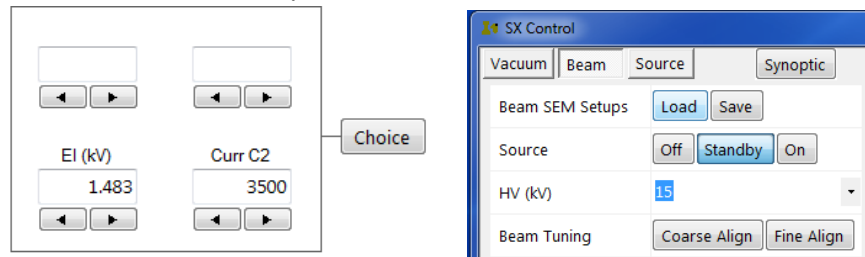 EI (kV) Curr C2
1.483 3500
Choice
SX Control
Vacuum Beam Source Synoptic
Beam SEM Setups Load Save
Source Off Standby On
HV (kV) 15
Beam Tuning Coarse Align Fine Align